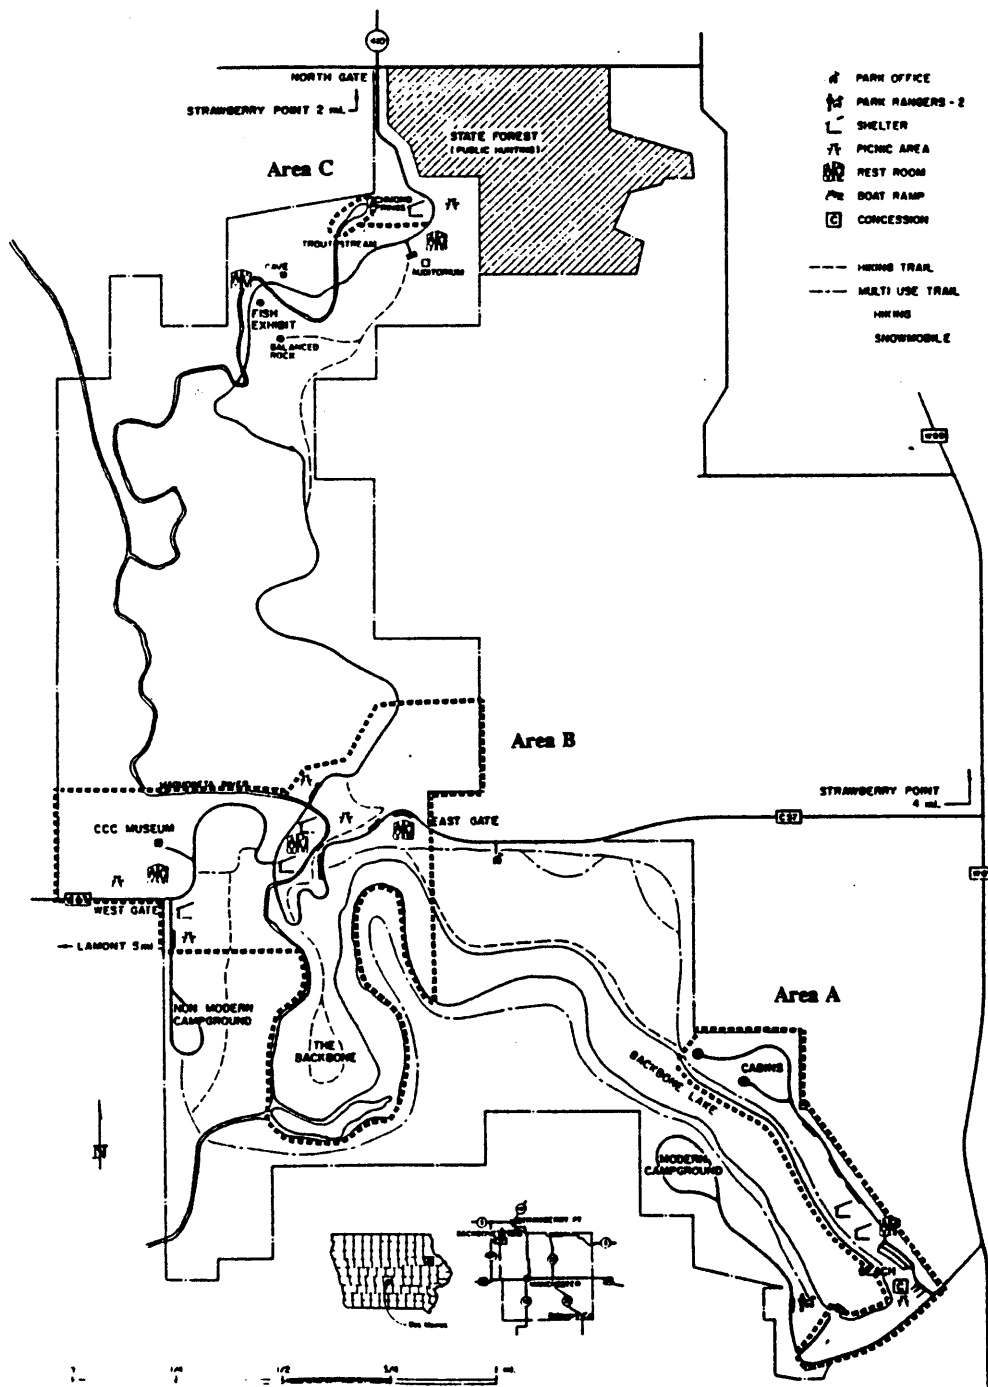 410
NORTH GATE
STRAWBERRY POINT 2 mi.
STATE FOREST
(PUBLIC HUNTING)
Area C
TROUT STREAM
AUDITORIUM
CAVE
FISH
EXHIBIT
BALANCED
ROCK
PARK OFFICE
PARK RANGERS - 2
SHELTER
PICNIC AREA
REST ROOM
BOAT RAMP
C CONCESSION
HIKING TRAIL
MULTI USE TRAIL
HIKING
SNOWMOBILE
Area B
STRAWBERRY POINT
4 mi.
C57
EAST GATE
CCC MUSEUM
WEST GATE
LAMONT 5 mi
NON MODERN
CAMPGROUND
THE
BACKBONE
Area A
CABINS
BACKBONE LAKE
MODERN
CAMPGROUND
BEACH
C
N
Des Moines
1/4
1/2
3/4
1 mi.